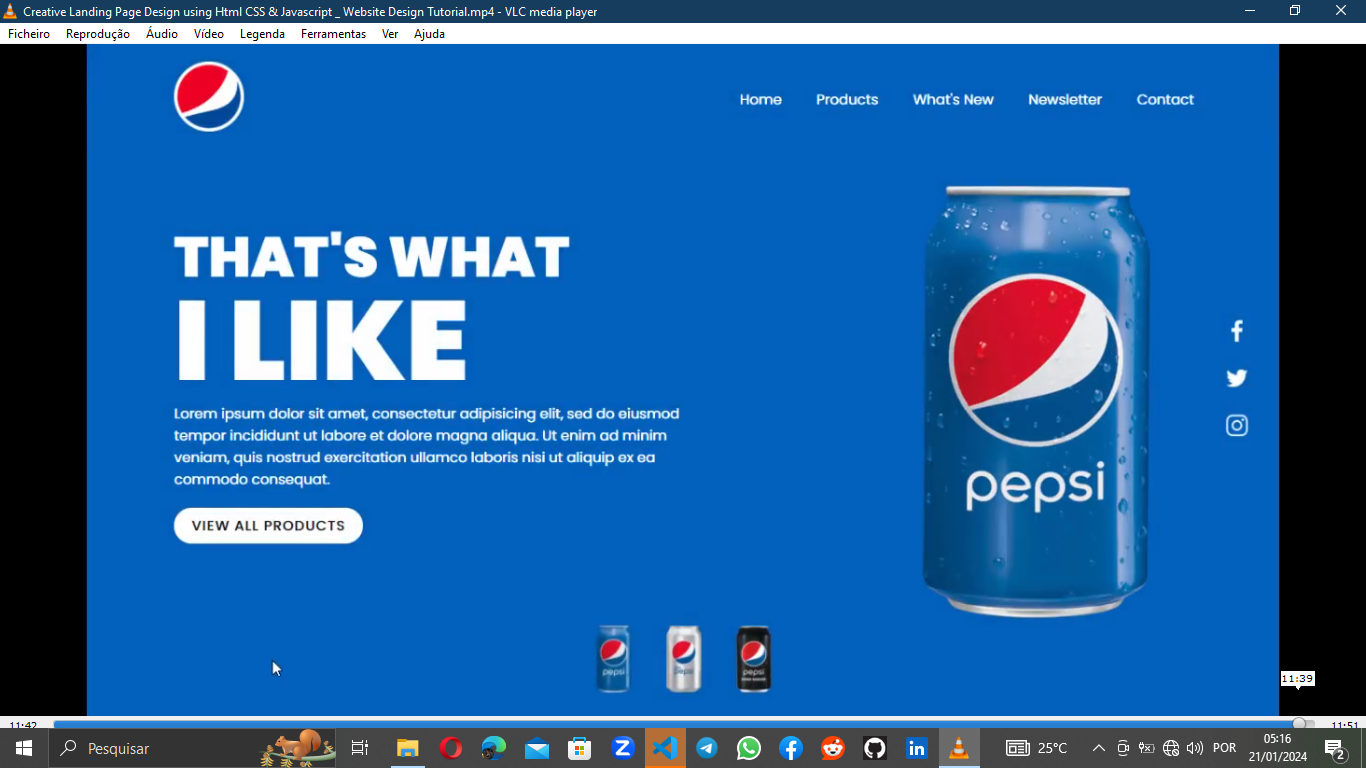 Creative Landing Page Design using Html CSS & Javascript _ Website Design Tutorial.mp4 - VLC media player
Ficheiro Reprodução Áudio Vídeo Legenda Ferramentas Ver Ajuda
Home Products What's New Newsletter Contact
THAT'S WHAT
I LIKE
Lorem ipsum dolor sit amet, consectetur adipisicing elit, sed do eiusmod
tempor incididunt ut labore et dolore magna aliqua. Ut enim ad minim
veniam, quis nostrud exercitation ullamco laboris nisi ut aliquip ex ea
commodo consequat.
VIEW ALL PRODUCTS
pepsi
pepsi pepsi pepsi
11:39
11:42 11:51
Pesquisar
25°C
POR
05:16
21/01/2024
2